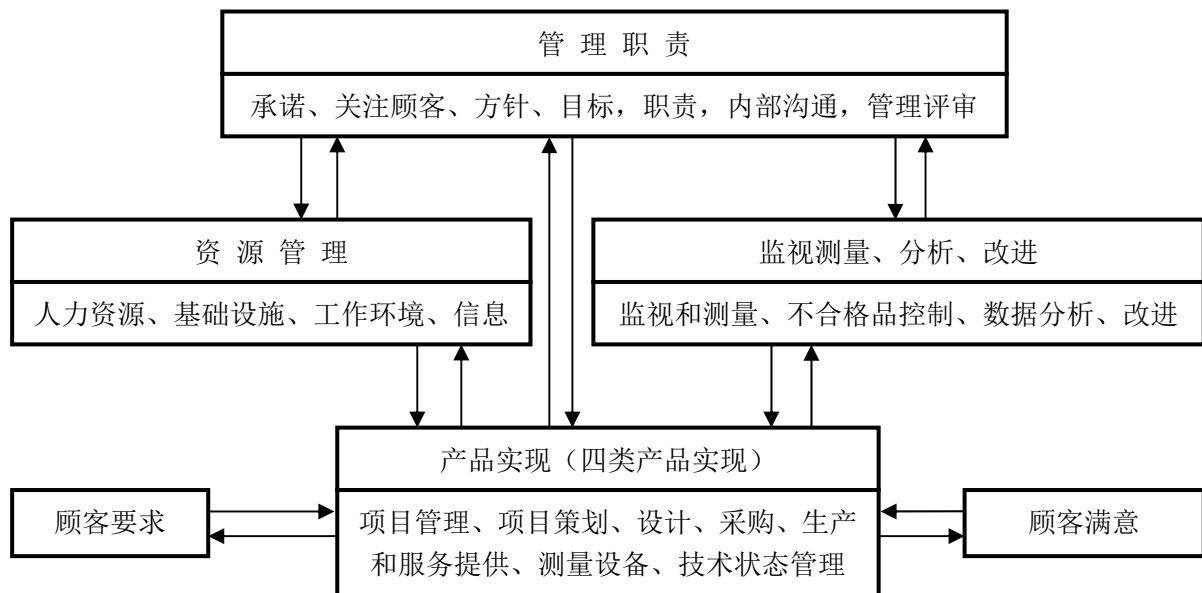 管 理 职 责
承诺、关注顾客、方针、目标，职责，内部沟通，管理评审
资 源 管 理
人力资源、基础设施、工作环境、信息
监视测量、分析、改进
监视和测量、不合格品控制、数据分析、改进
产品实现（四类产品实现）
项目管理、项目策划、设计、采购、生产
和服务提供、测量设备、技术状态管理
顾客要求
顾客满意